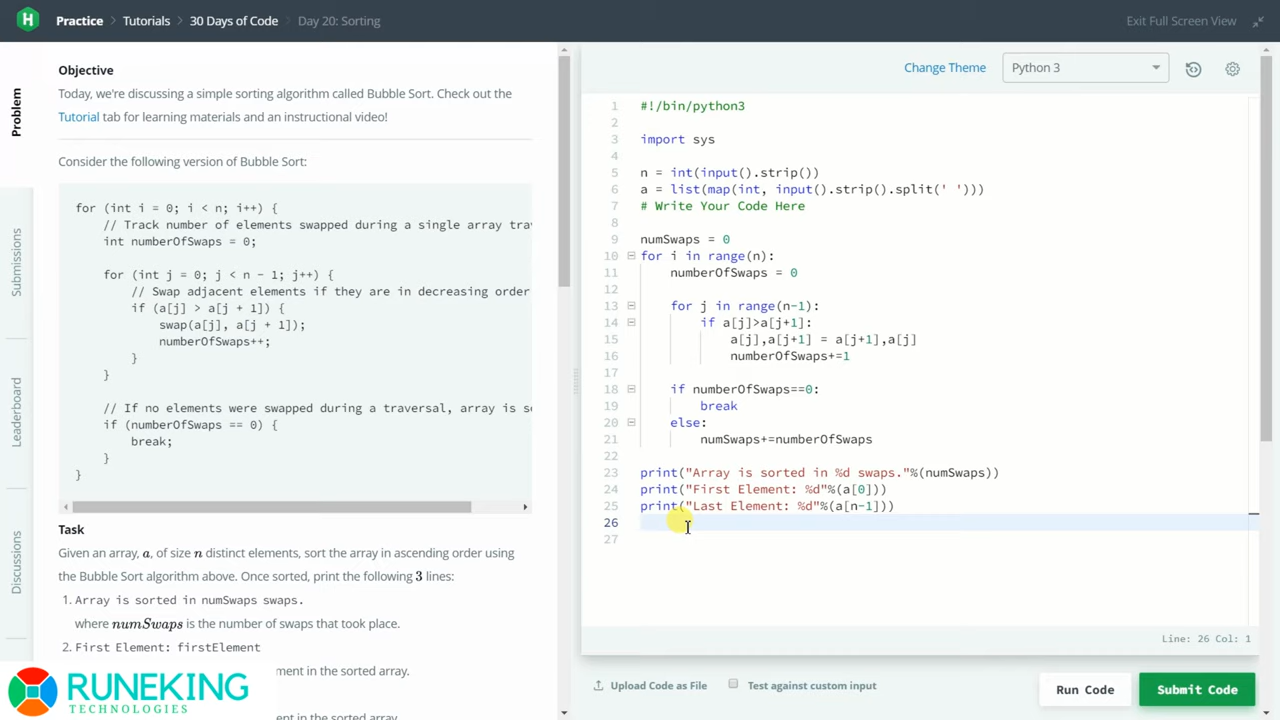 Practice > Tutorials > 30 Days of Code > Day 20: Sorting
Exit Full Screen View
Problem
Submissions
Leaderboard
Discussions
Objective
Today, we're discussing a simple sorting algorithm called Bubble Sort. Check out the
Tutorial tab for learning materials and an instructional video!
Consider the following version of Bubble Sort:
for (int i = 0; i < n; i++) {
// Track number of elements swapped during a single array tra
int numberOfSwaps = 0;
for (int j = 0; j < n - 1; j++) {
// Swap adjacent elements if they are in decreasing order
if (a[j] > a[j + 1]) {
swap(a[j], a[j + 1]);
numberOfSwaps++;
}
}
// If no elements were swapped during a traversal, array is s
if (numberOfSwaps == 0) {
break;
}
}
Task
Given an array, a, of size n distinct elements, sort the array in ascending order using
the Bubble Sort algorithm above. Once sorted, print the following 3 lines:
1. Array is sorted in numSwaps swaps.
where numSwaps is the number of swaps that took place.
2. First Element: firstElement
ment in the sorted array.
ment in the sorted array.
RUNEKING
TECHNOLOGIES
Change Theme
Python 3
1 #!/bin/python3
2
3 import sys
4
5 n = int(input().strip())
6 a = list(map(int, input().strip().split(' ')))
7 # Write Your Code Here
8
9 numSwaps = 0
10 for i in range(n):
11 numberOfSwaps = 0
12
13 for j in range(n-1):
14 if a[j]>a[j+1]:
15 a[j],a[j+1] = a[j+1],a[j]
16 numberOfSwaps+=1
17
18 if numberOfSwaps==0:
19 break
20 else:
21 numSwaps+=numberOfSwaps
22
23 print("Array is sorted in %d swaps."%(numSwaps))
24 print("First Element: %d"%(a[0]))
25 print("Last Element: %d"%(a[n-1]))
26
27
Line: 26 Col: 1
Upload Code as File
Test against custom input
Run Code
Submit Code